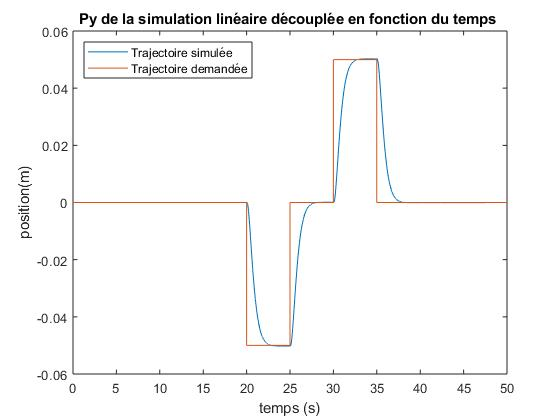 Py de la simulation linéaire découplée en fonction du temps
Trajectoire simulée
Trajectoire demandée
0.06
0.04
0.02
0
-0.02
-0.04
-0.06
position(m)
0 5 10 15 20 25 30 35 40 45 50
temps (s)